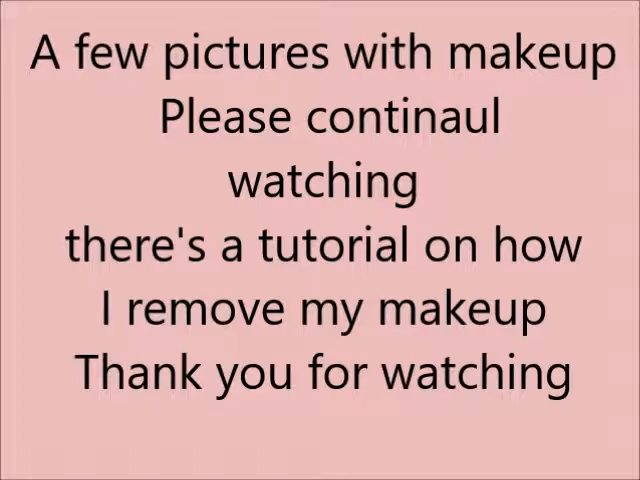 A few pictures with makeup
Please continaul
watching
there's a tutorial on how
I remove my makeup
Thank you for watching